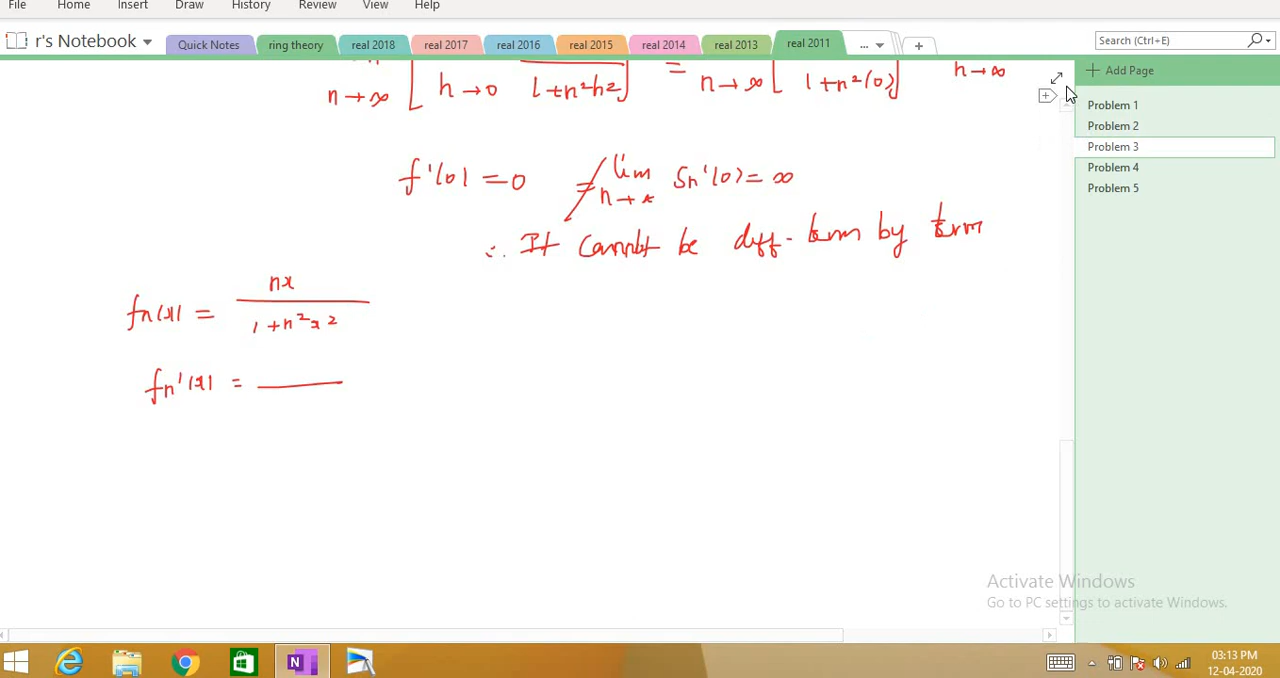 File Home Insert Draw History Review View Help
r's Notebook Quick Notes ring theory real 2018 real 2017 real 2016 real 2015 real 2014 real 2013 real 2011 ... + Search (Ctrl+E)
Add Page
n→∞ [ h→0 1+n²h² ] = n→∞ [ 1+n²(0) ] n→∞
Problem 1
Problem 2
Problem 3
Problem 4
Problem 5
f'(0) = 0 ≠ lim n→∞ Sn'(0) = ∞
∴ It cannot be diff. term by term
fn(x) = nx / 1+n²x²
fn'(x) =
Activate Windows
Go to PC settings to activate Windows.
03:13 PM
12-04-2020